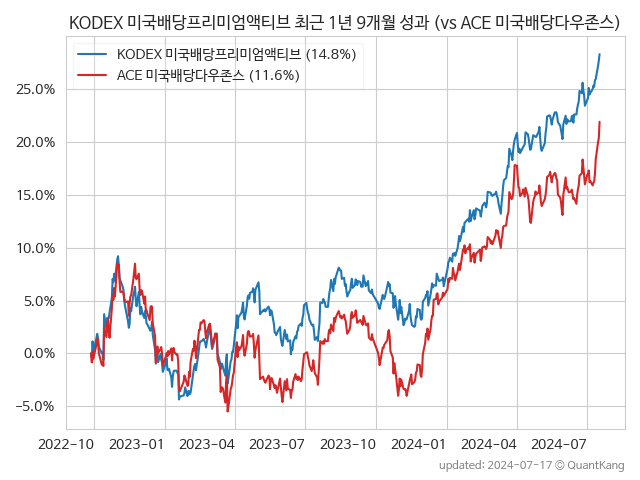 KODEX 미국배당프리미엄액티브 최근 1년 9개월 성과 (vs ACE 미국배당다우존스)
KODEX 미국배당프리미엄액티브 (14.8%)
ACE 미국배당다우존스 (11.6%)
25.0%
20.0%
15.0%
10.0%
5.0%
0.0%
−5.0%
2022-10 2023-01 2023-04 2023-07 2023-10 2024-01 2024-04 2024-07
updated: 2024-07-17 © QuantKang